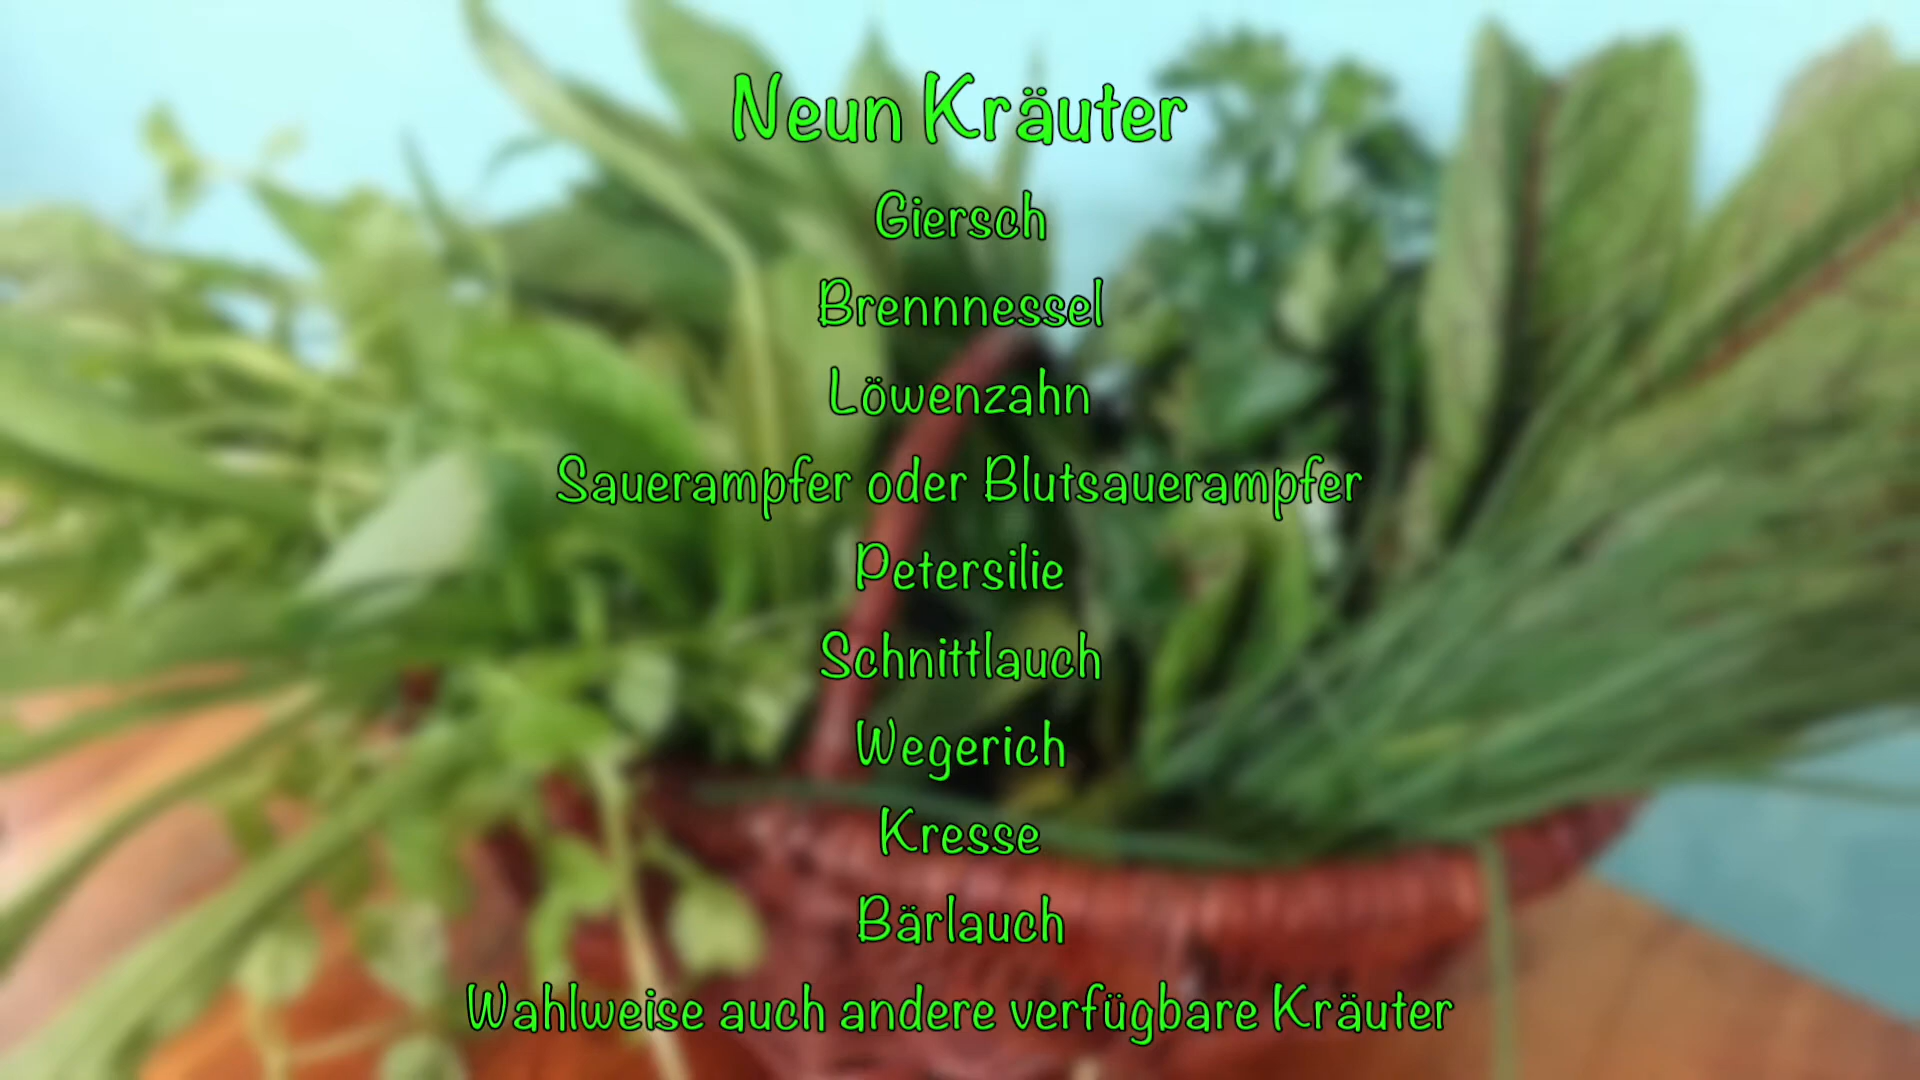 Neun Kräuter
Giersch
Brennnessel
Löwenzahn
Sauerampfer oder Blutsauerampfer
Petersilie
Schnittlauch
Wegerich
Kresse
Bärlauch
Wahlweise auch andere verfügbare Kräuter